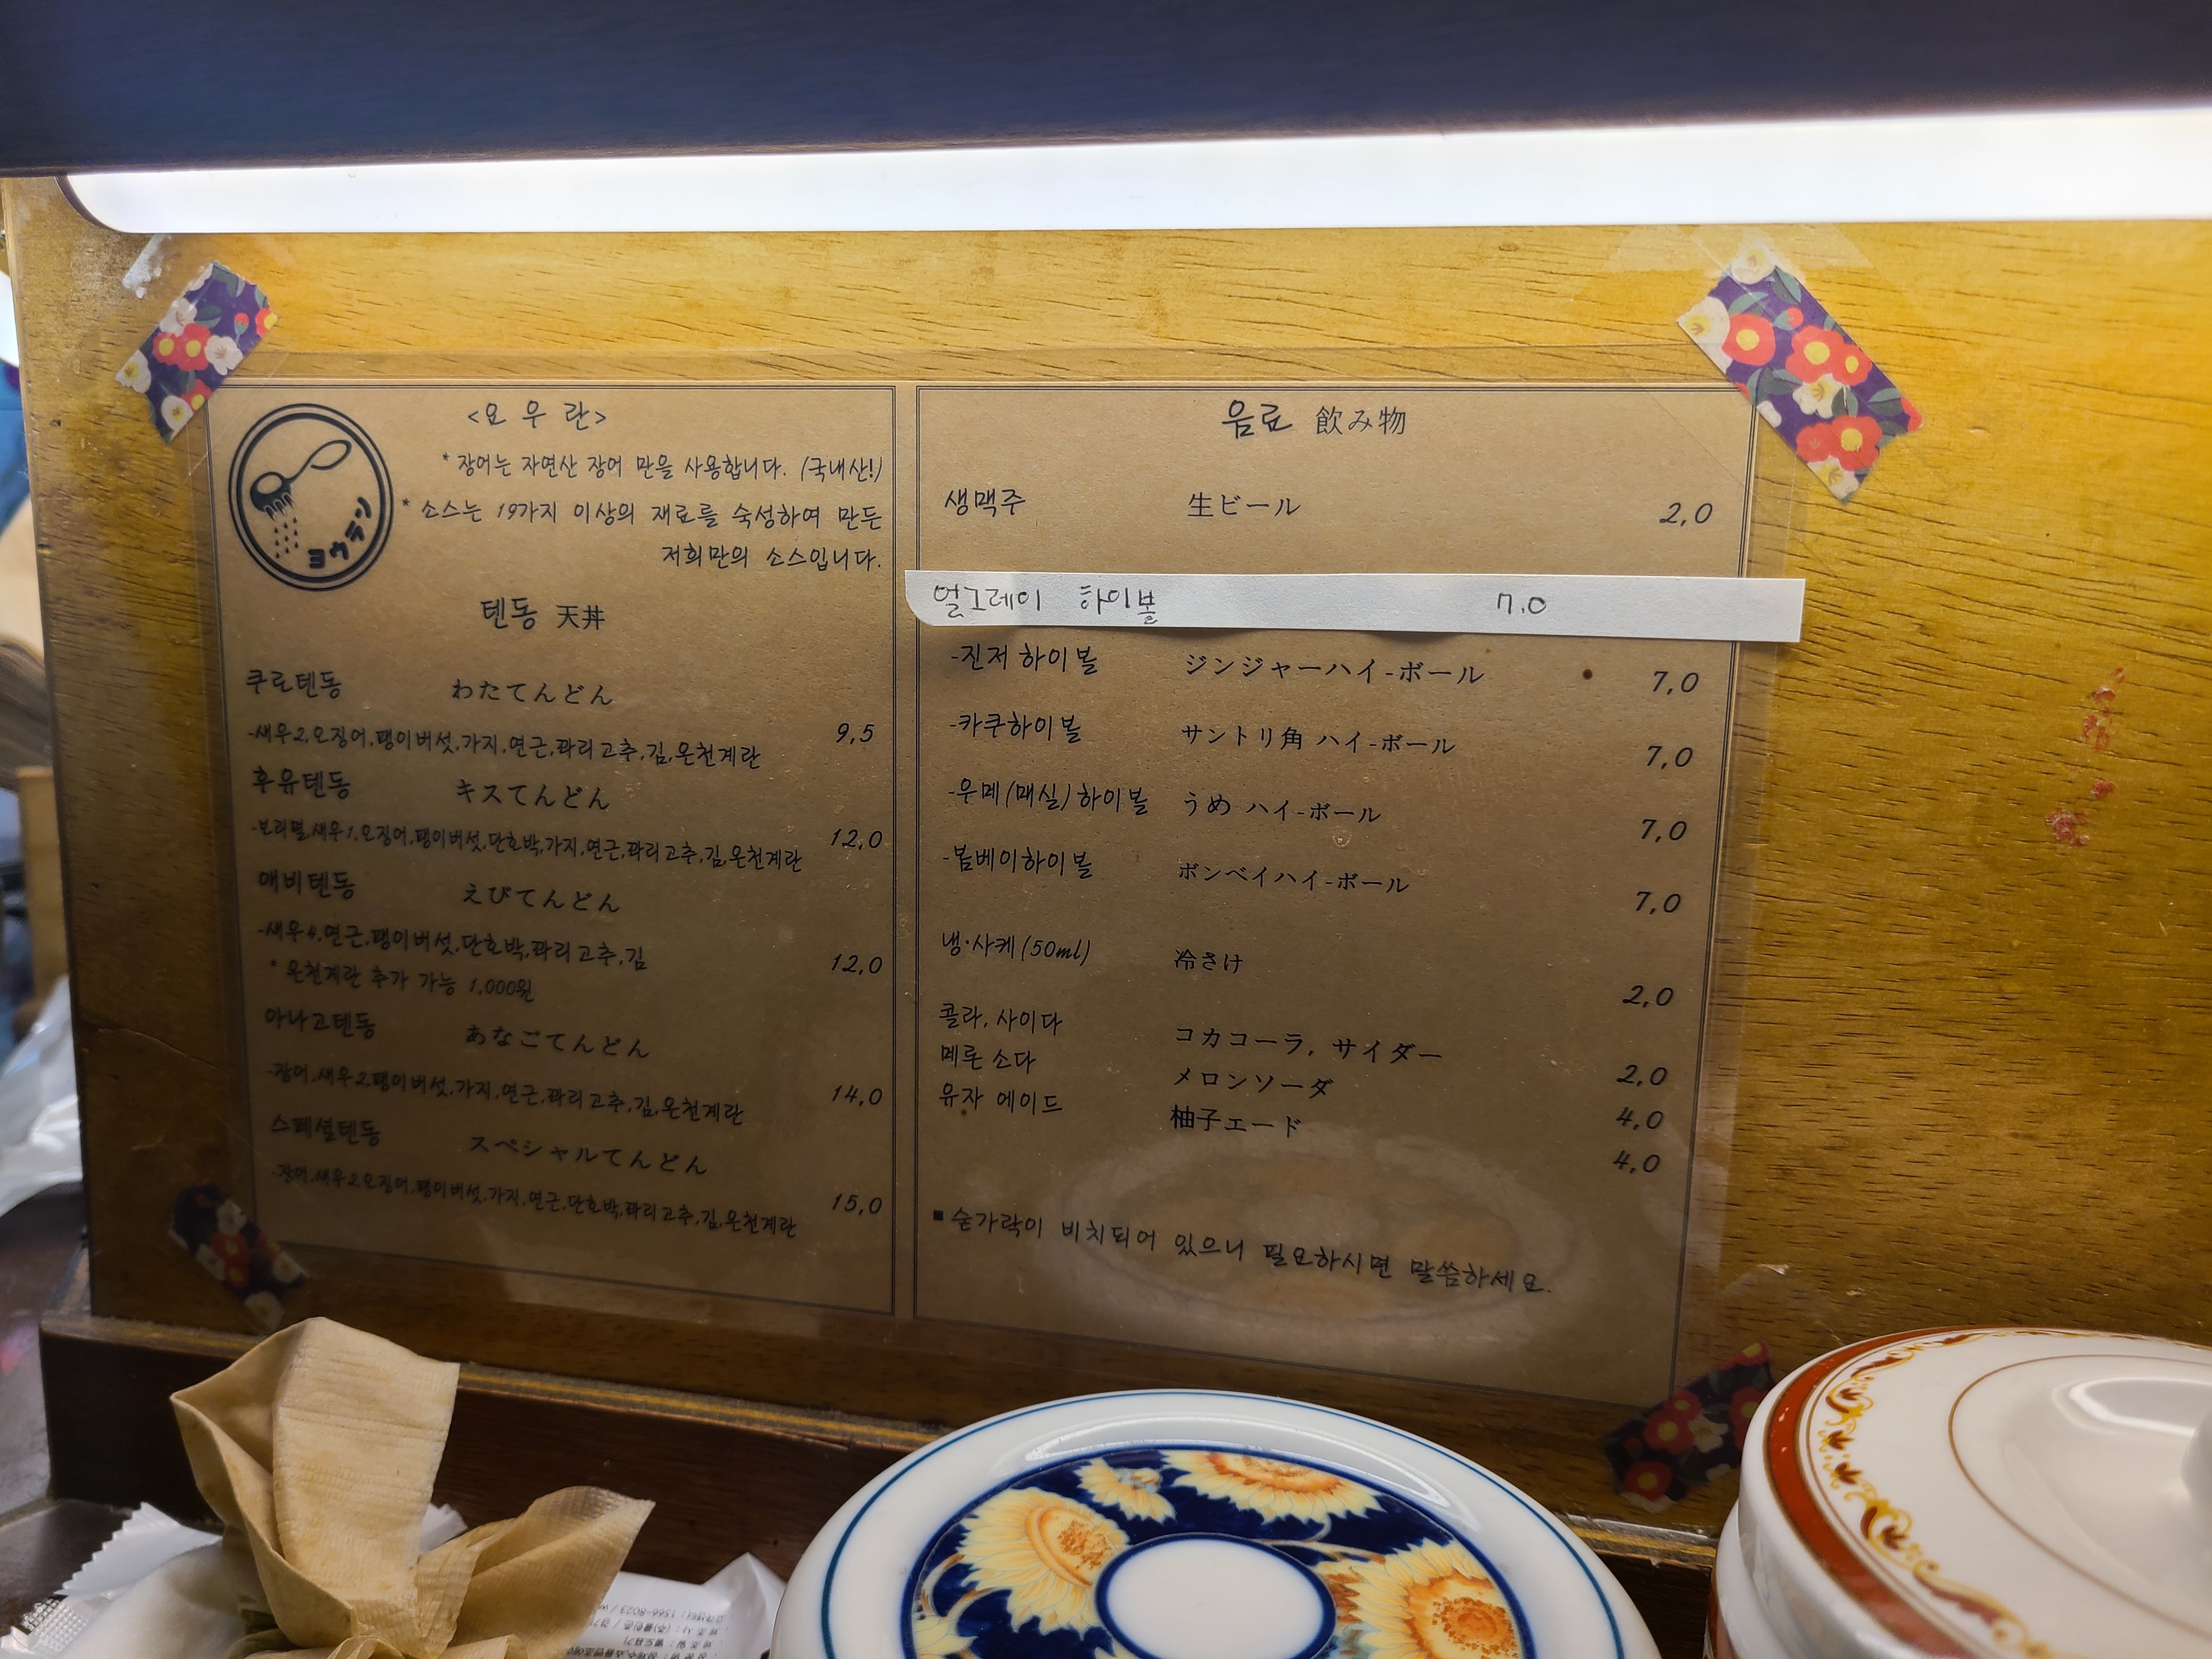 <요 우 란>
* 장어는 자연산 장어 만을 사용합니다. (국내산!)
* 소스는 19가지 이상의 재료를 숙성하여 만든
저희만의 소스입니다.
ヨウラン
텐동 天丼
쿠로텐동 わたてんどん
-새우2,오징어,팽이버섯,가지,연근,꽈리고추,김,온천계란 9,5
후유텐동 キスてんどん
-보리멸,새우1,오징어,팽이버섯,단호박,가지,연근,꽈리고추,김,온천계란 12,0
애비텐동 えびてんどん
-새우4,연근,팽이버섯,단호박,꽈리고추,김 12,0
* 온천계란 추가 가능 1,000원
아나고텐동 あなごてんどん
-장어,새우2,팽이버섯,가지,연근,꽈리고추,김,온천계란 14,0
스페셜텐동 スペシャルてんどん
-장어,새우2,오징어,팽이버섯,가지,연근,단호박,꽈리고추,김,온천계란 15,0
음료 飲み物
생맥주 生ビール 2,0
얼그레이 하이볼 7.0
-진저하이볼 ジンジャーハイ-ボール 7,0
-카쿠하이볼 サントリ角 ハイ-ボール 7,0
-우메(매실)하이볼 うめ ハイ-ボール 7,0
-봄베이하이볼 ボンベイハイ-ボール 7,0
냉·사케(50ml) 冷さけ 2,0
콜라, 사이다 コカコーラ, サイダー 2,0
메론 소다 メロンソーダ 4,0
유자 에이드 柚子エード 4,0
▪숟가락이 비치되어 있으니 필요하시면 말씀하세요.
1566-8023